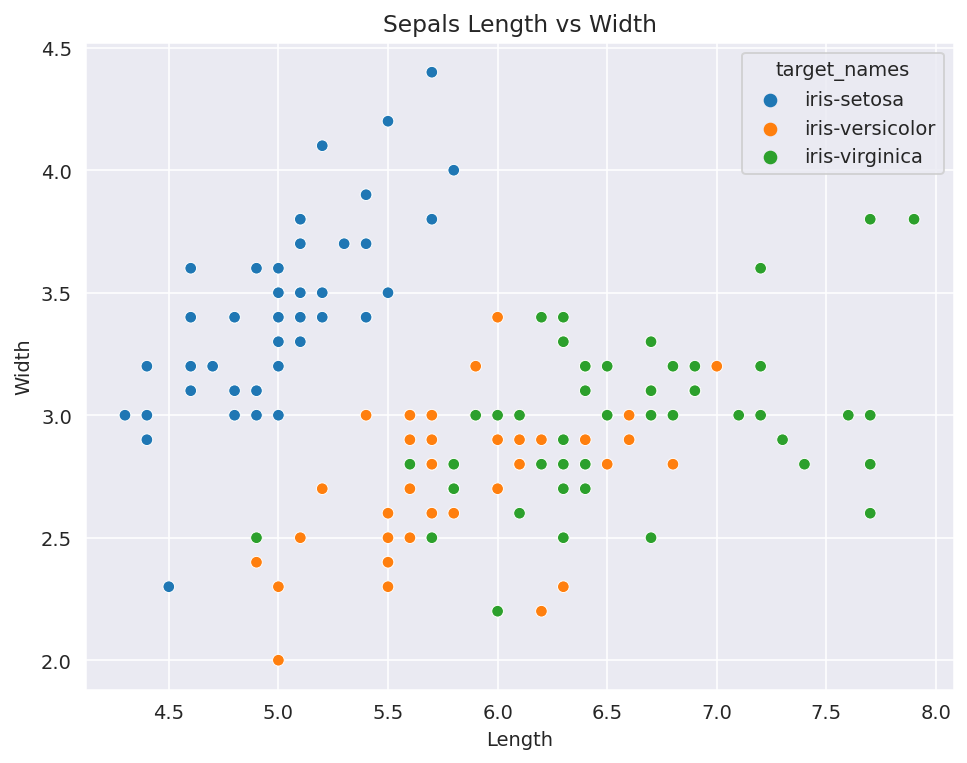 Sepals Length vs Width
4.5
4.0
3.5
3.0
2.5
2.0
Width
target_names
iris-setosa
iris-versicolor
iris-virginica
4.5 5.0 5.5 6.0 6.5 7.0 7.5 8.0
Length